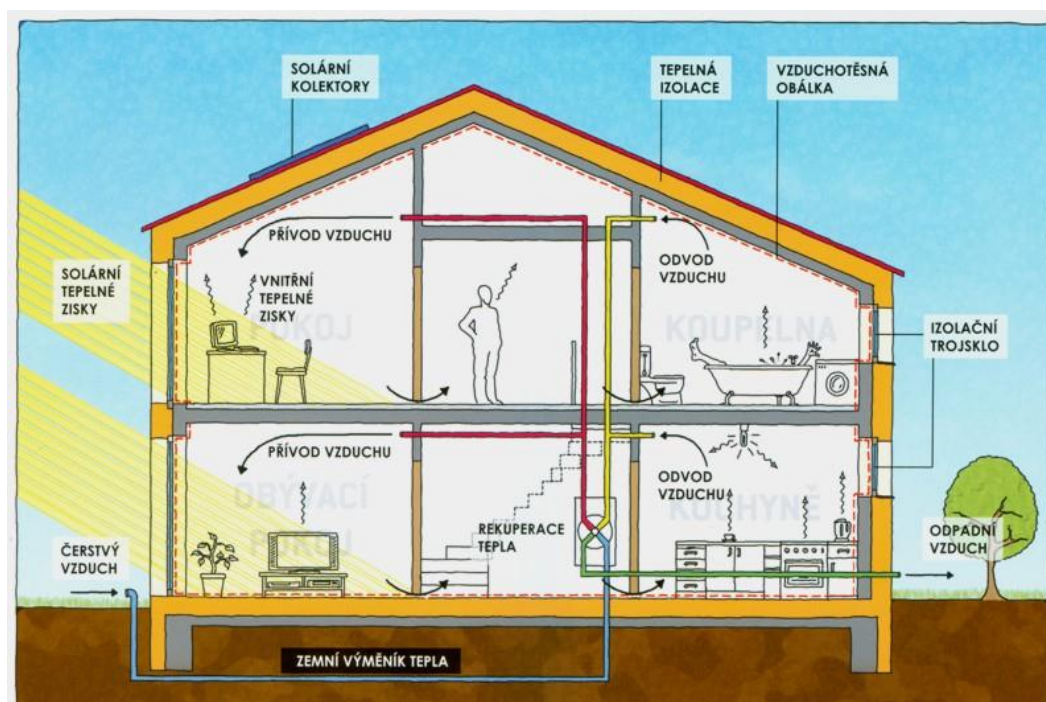 SOLÁRNÍ
KOLEKTORY
TEPELNÁ
IZOLACE
VZDUCHOTĚSNÁ
OBÁLKA
PŘÍVOD VZDUCHU
ODVOD
VZDUCHU
SOLÁRNÍ
TEPELNÉ
ZISKY
VNITŘNÍ
TEPELNÉ
ZISKY
POKOJ
KOUPELNA
IZOLAČNÍ
TROJSKLO
PŘÍVOD VZDUCHU
ODVOD
VZDUCHU
OBÝVACÍ
POKOJ
KUCHYNĚ
REKUPERACE
TEPLA
ČERSTVÝ
VZDUCH
ODPADNÍ
VZDUCH
ZEMNÍ VÝMĚNÍK TEPLA